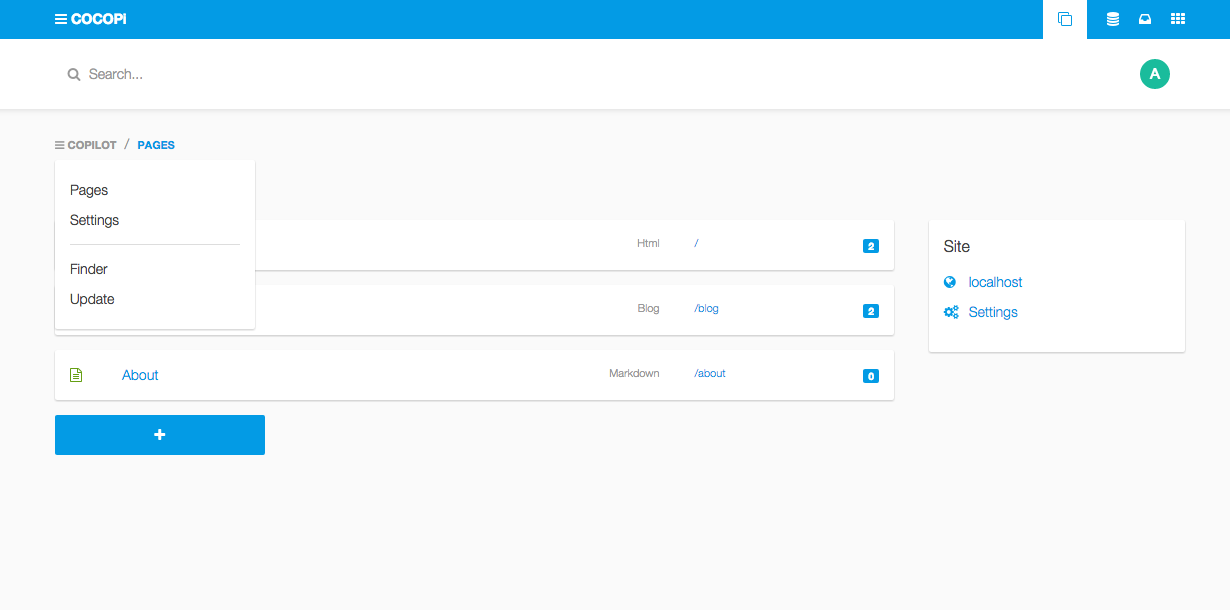 COCOPi
Search...
A
COPILOT / PAGES
Pages
Settings
Finder
Update
Html / 2
Blog /blog 2
About Markdown /about 0
+
Site
localhost
Settings